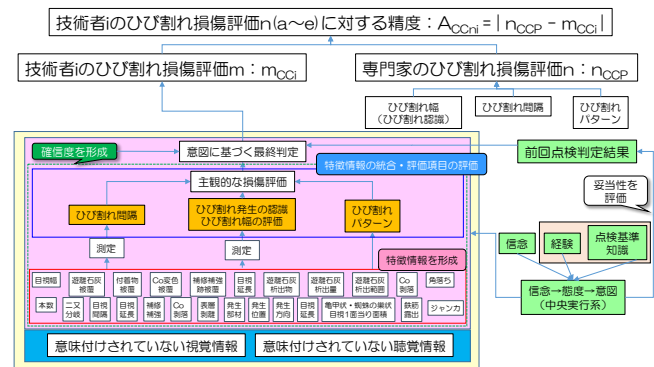 技術者iのひび割れ損傷評価n(a～e)に対する精度：ACCni = | nCCP − mCCi |
技術者iのひび割れ損傷評価m：mCCi
専門家のひび割れ損傷評価n：nCCP
ひび割れ幅
（ひび割れ認識）
ひび割れ間隔
ひび割れ
パターン
確信度を形成
意図に基づく最終判定
前回点検判定結果
特徴情報の統合・評価項目の評価
主観的な損傷評価
妥当性を
評価
ひび割れ間隔
ひび割れ発生の認識
ひび割れ幅の評価
ひび割れ
パターン
測定
測定
特徴情報を形成
信念
経験
点検基準
知識
目視幅
遊離石灰
被覆
付着物
被覆
Co変色
被覆
補修補強
跡被覆
目視
延長
遊離石灰
析出物
遊離石灰
析出量
遊離石灰
析出範囲
Co
剥落
角落ち
本数
二又
分岐
目視
間隔
目視
延長
補修
補強
Co
剥落
表層
剥離
発生
部材
発生
位置
発生
方向
目視
延長
亀甲状・蜘蛛の巣状
目視1面当り面積
鉄筋
露出
ジャンカ
信念→態度→意図
（中央実行系）
意味付けされていない視覚情報
意味付けされていない聴覚情報